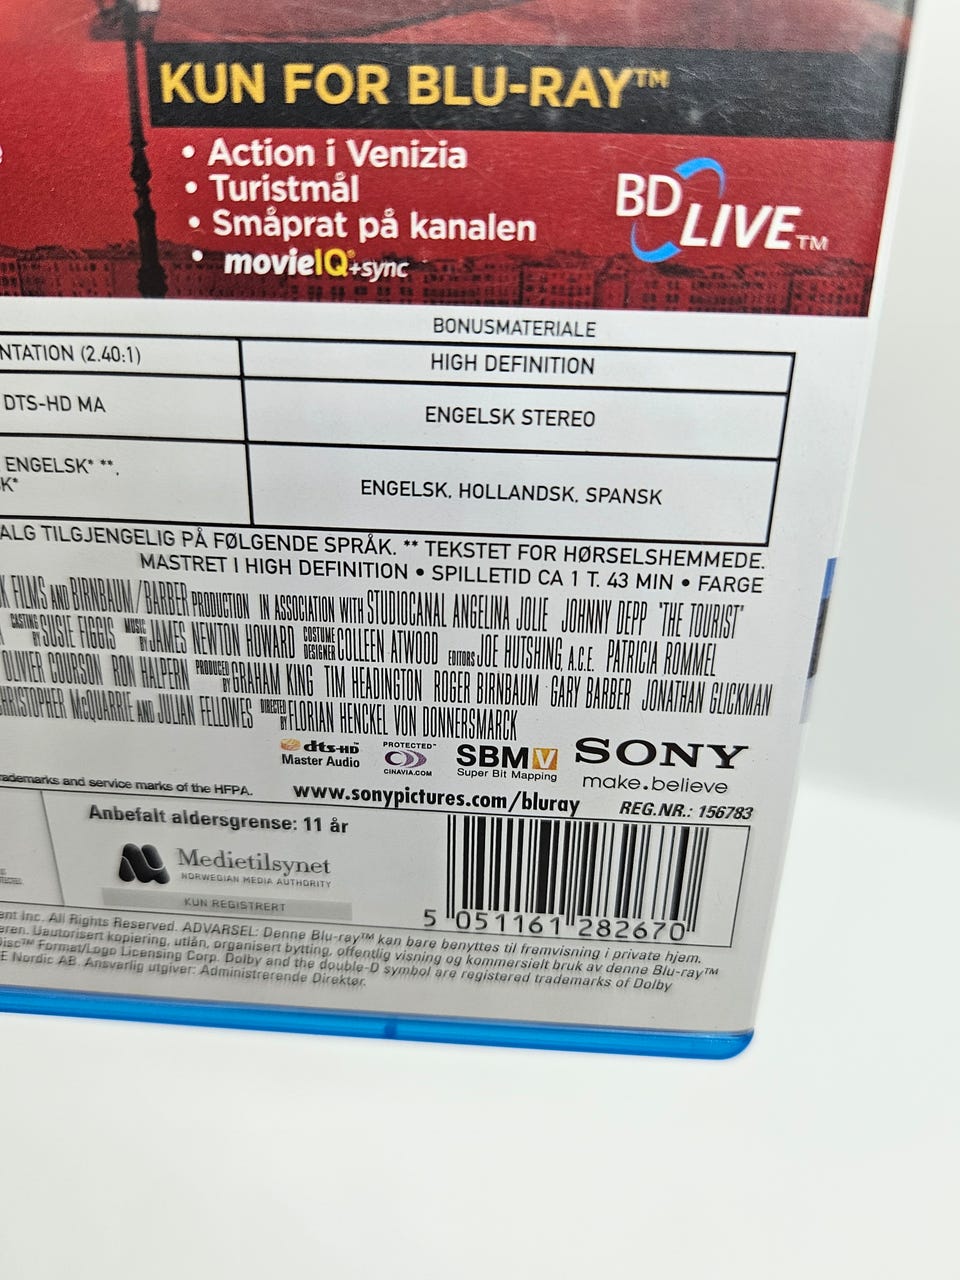 KUN FOR BLU-RAY™
• Action i Venizia
• Turistmål
• Småprat på kanalen
• movieIQ+sync
BD LIVE™
BONUSMATERIALE
NTATION (2.40:1) HIGH DEFINITION
DTS-HD MA ENGELSK STEREO
ENGELSK* **,
K*
ENGELSK, HOLLANDSK, SPANSK
ALG TILGJENGELIG PÅ FØLGENDE SPRÅK. ** TEKSTET FOR HØRSELSHEMMEDE.
MASTRET I HIGH DEFINITION • SPILLETID CA 1 T. 43 MIN • FARGE
K FILMS AND BIRNBAUM/BARBER PRODUCTION IN ASSOCIATION WITH STUDIOCANAL ANGELINA JOLIE JOHNNY DEPP "THE TOURIST"
CASTING BY SUSIE FIGGIS MUSIC BY JAMES NEWTON HOWARD COSTUME DESIGNER COLLEEN ATWOOD EDITORS JOE HUTSHING, A.C.E. PATRICIA ROMMEL
OLIVIER COURSON RON HALPERN PRODUCED BY GRAHAM KING TIM HEADINGTON ROGER BIRNBAUM GARY BARBER JONATHAN GLICKMAN
CHRISTOPHER McQUARRIE AND JULIAN FELLOWES DIRECTED BY FLORIAN HENCKEL VON DONNERSMARCK
dts-HD Master Audio
PROTECTED™
CINAVIA.COM
SBMV
Super Bit Mapping
SONY
make.believe
ademarks and service marks of the HFPA.
www.sonypictures.com/bluray
REG.NR.: 156783
Anbefalt aldersgrense: 11 år
Medietilsynet
NORWEGIAN MEDIA AUTHORITY
KUN REGISTRERT
5 051161 282670
ent Inc. All Rights Reserved. ADVARSEL: Denne Blu-ray™ kan bare benyttes til fremvisning i private hjem.
eren. Uautorisert kopiering, utlån, organisert bytting, offentlig visning og kommersielt bruk av denne Blu-ray™
Disc™ Format/Logo Licensing Corp. Dolby and the double-D symbol are registered trademarks of Dolby
E Nordic AB. Ansvarlig utgiver: Administrerende Direktør.